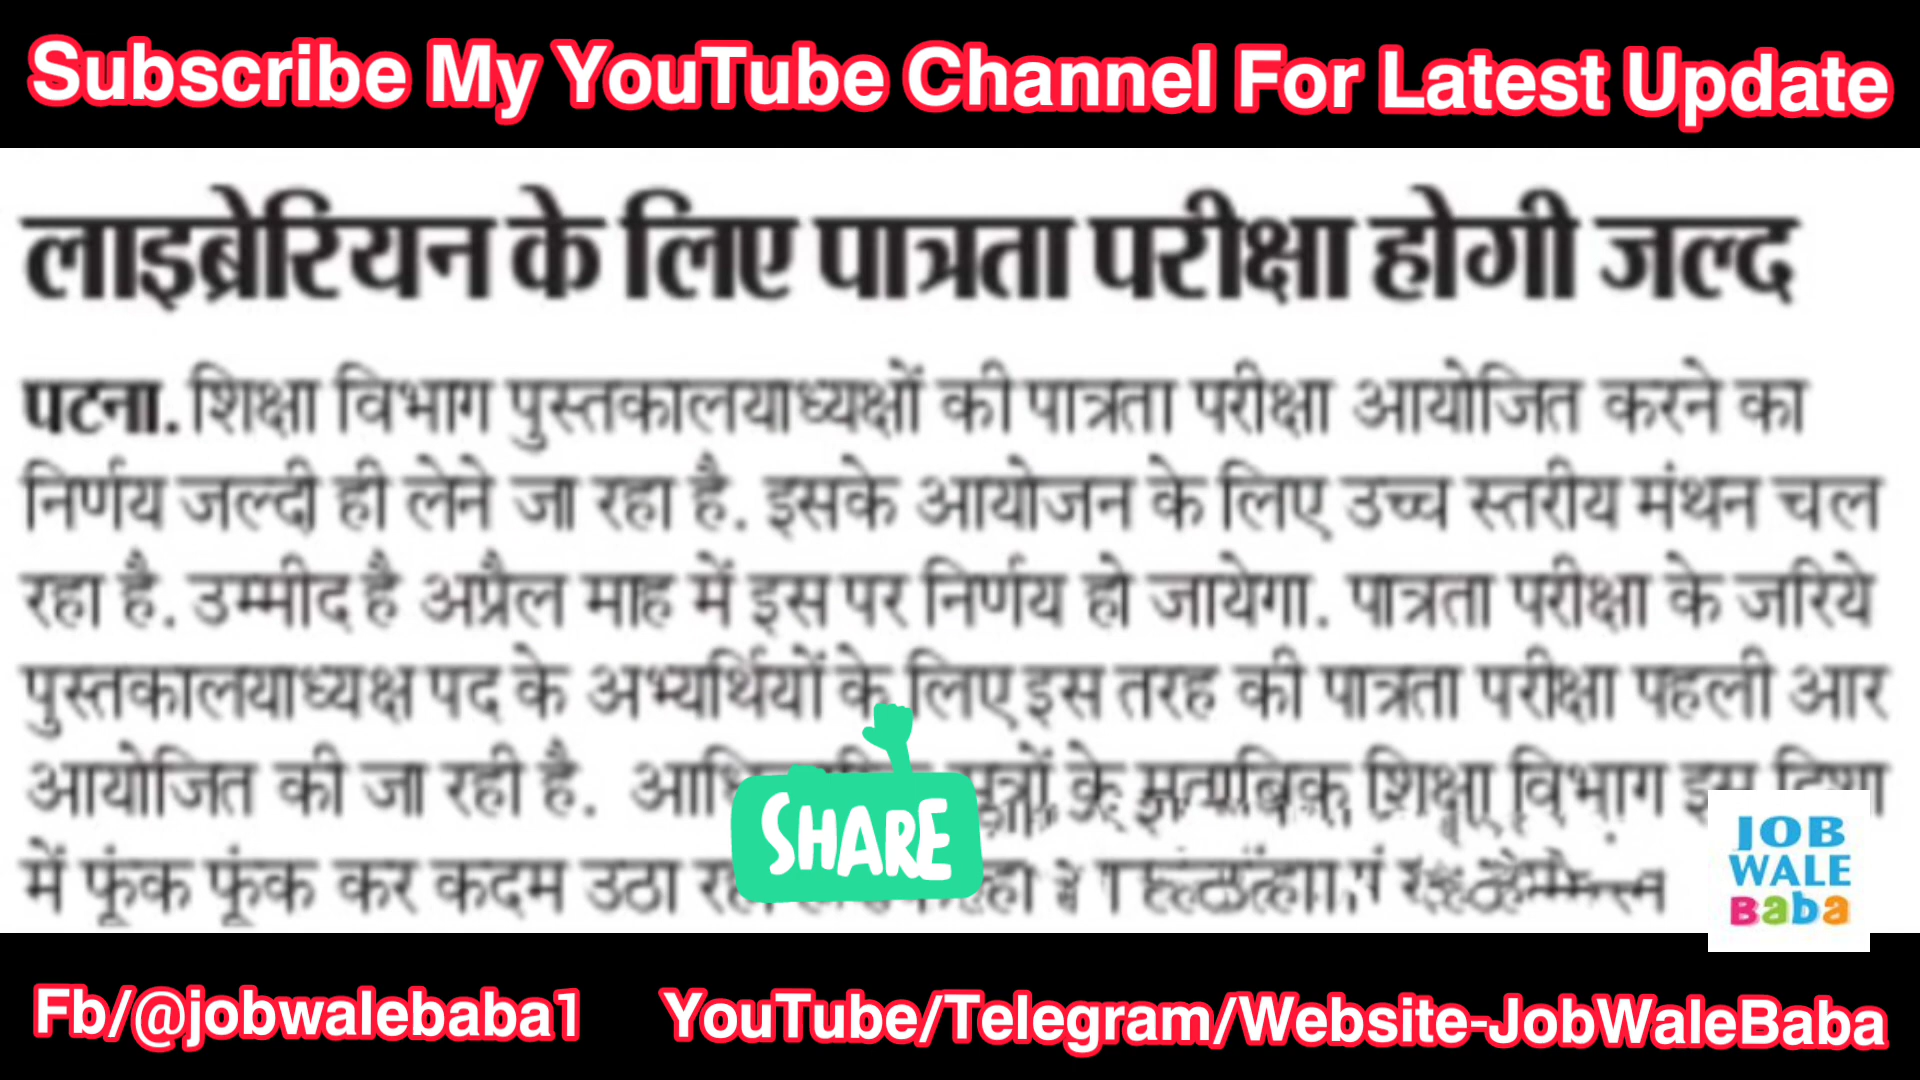 Subscribe My YouTube Channel For Latest Update
लाइब्रेरियन के लिए पात्रता परीक्षा होगी जल्द
पटना. शिक्षा विभाग पुस्तकालयाध्यक्षों की पात्रता परीक्षा आयोजित करने का
निर्णय जल्दी ही लेने जा रहा है. इसके आयोजन के लिए उच्च स्तरीय मंथन चल
रहा है. उम्मीद है अप्रैल माह में इस पर निर्णय हो जायेगा. पात्रता परीक्षा के जरिये
पुस्तकालयाध्यक्ष पद के अभ्यर्थियों के लिए इस तरह की पात्रता परीक्षा पहली आर
आयोजित की जा रही है. सूत्रों के मुताबिक शिक्षा विभाग इस दिशा
में फूंक फूंक कर कदम उठा
SHARE
JOB
WALE
Baba
Fb/@jobwalebaba1 YouTube/Telegram/Website-JobWaleBaba